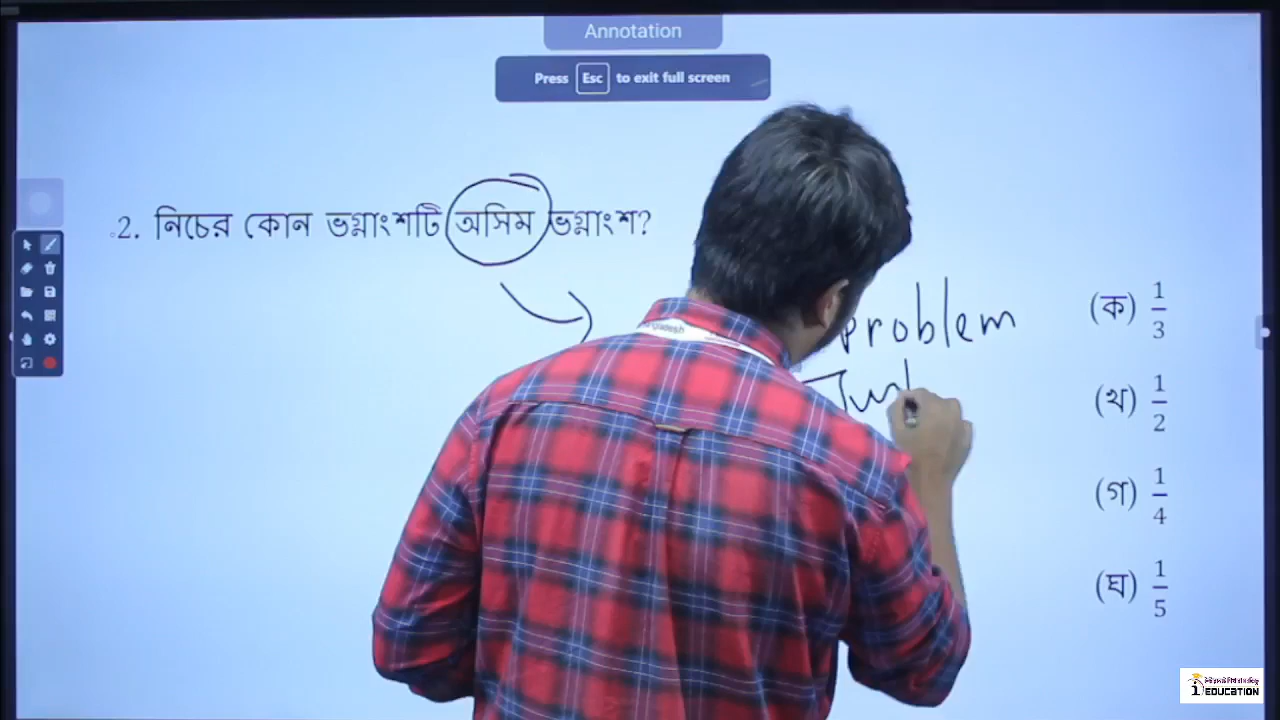 Annotation
Press Esc to exit full screen
2. নিচের কোন ভগ্নাংশটি অসিম ভগ্নাংশ?
problem
(ক) 1/3
(খ) 1/2
(গ) 1/4
(ঘ) 1/5
EDUCATION